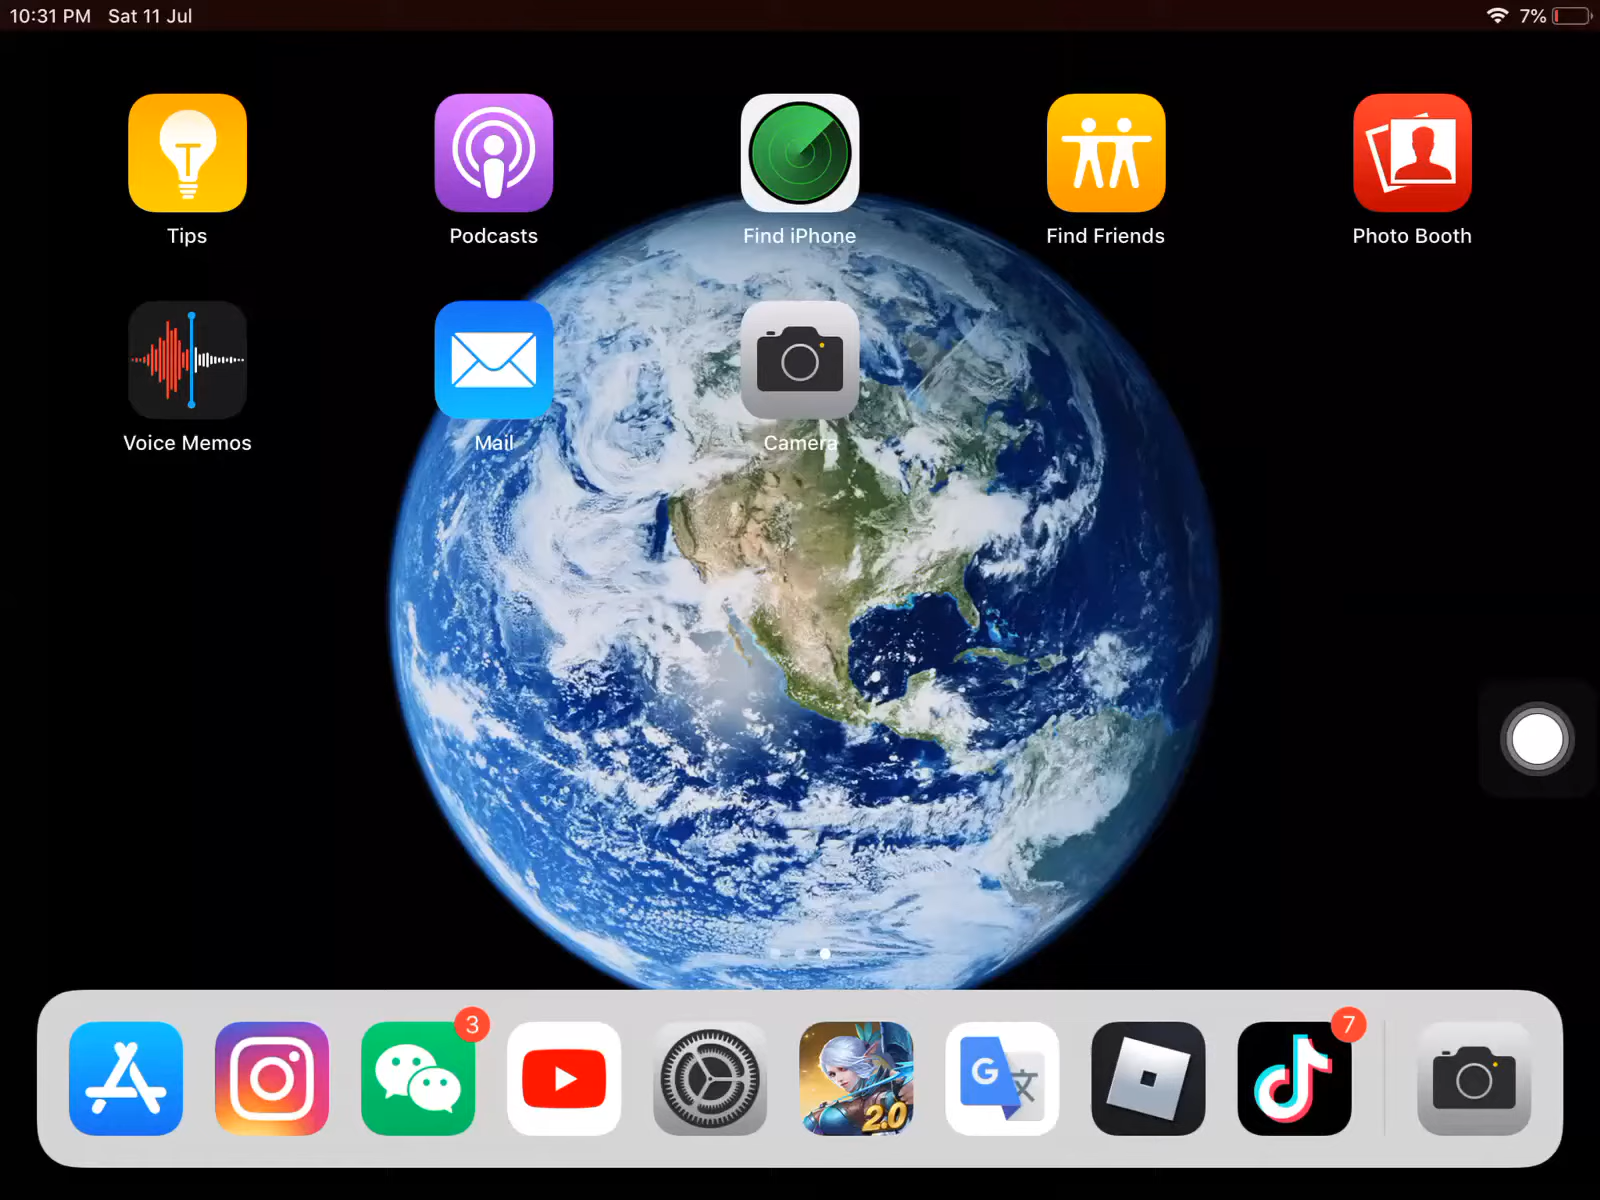 10:31 PM Sat 11 Jul 7%
Tips Podcasts Find iPhone Find Friends Photo Booth
Voice Memos Mail Camera
3 7
2.0 G 文